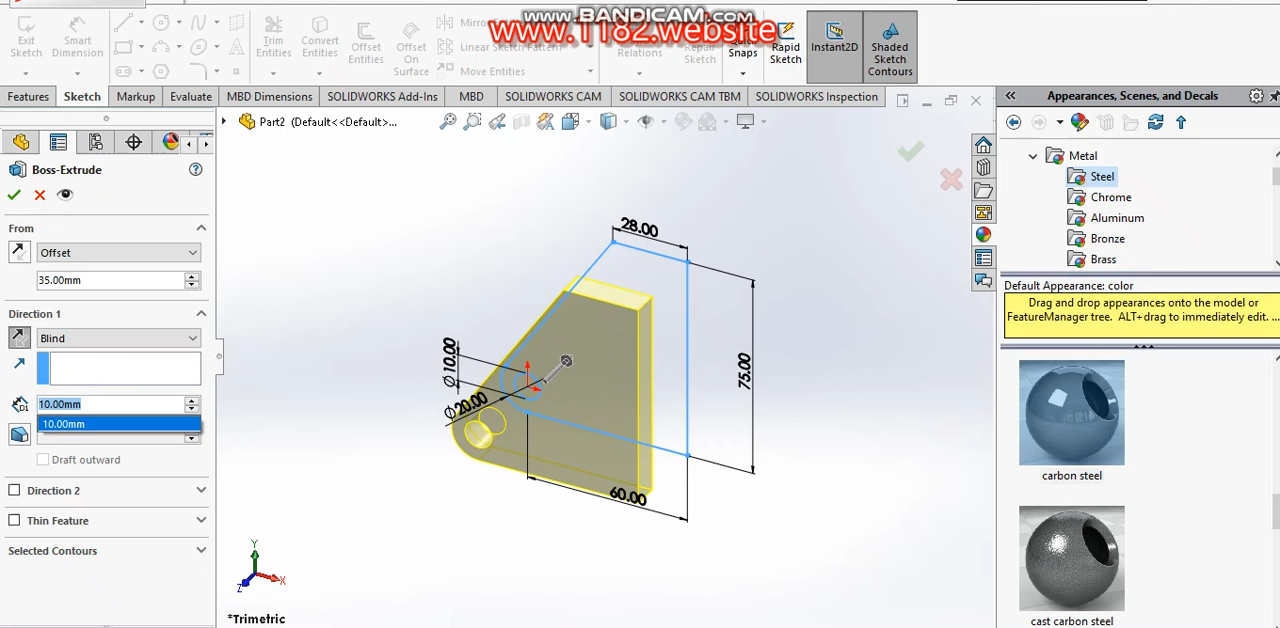 www.BANDICAM.com
www.1182.website
Exit Sketch
Smart Dimension
Trim Entities
Convert Entities
Offset Entities
Offset On Surface
Mirror
Linear Sketch Pattern
Move Entities
Relations
Repair Sketch
Quick Snaps
Rapid Sketch
Instant2D
Shaded Sketch Contours
Features
Sketch
Markup
Evaluate
MBD Dimensions
SOLIDWORKS Add-Ins
MBD
SOLIDWORKS CAM
SOLIDWORKS CAM TBM
SOLIDWORKS Inspection
Part2 (Default<<Default>...
Boss-Extrude
From
Offset
35.00mm
Direction 1
Blind
D1
10.00mm
10.00mm
Draft outward
Direction 2
Thin Feature
Selected Contours
28.00
75.00
Ø10.00
Ø20.00
60.00
Y
X
Z
*Trimetric
Appearances, Scenes, and Decals
Metal
Steel
Chrome
Aluminum
Bronze
Brass
Default Appearance: color
Drag and drop appearances onto the model or
FeatureManager tree. ALT+drag to immediately edit. ...
carbon steel
cast carbon steel